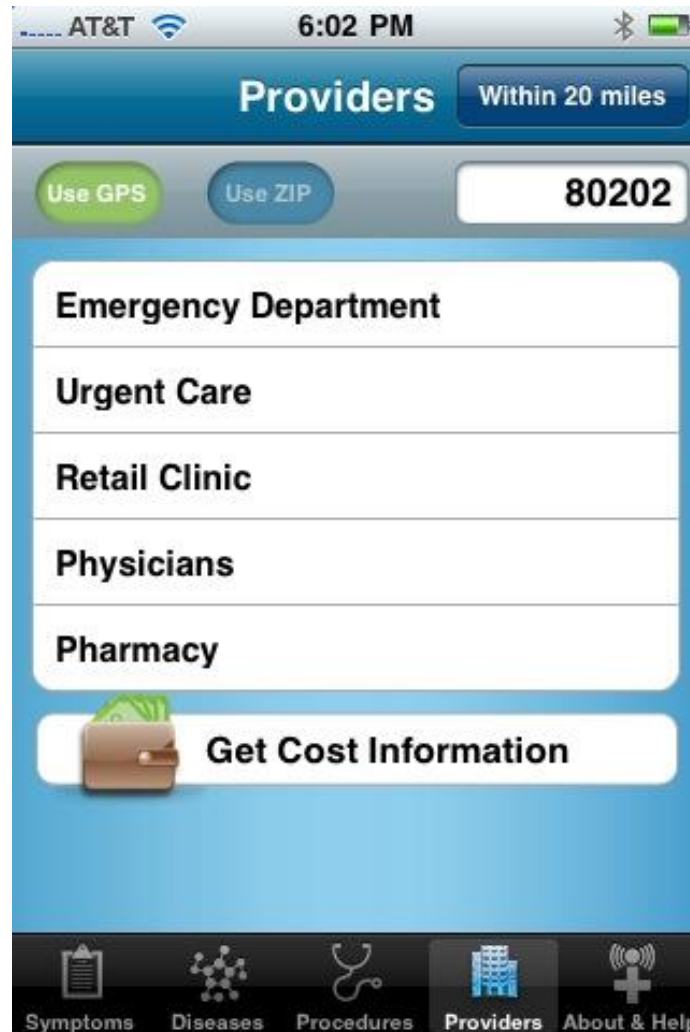 AT&T 6:02 PM
Providers Within 20 miles
Use GPS Use ZIP 80202
Emergency Department
Urgent Care
Retail Clinic
Physicians
Pharmacy
Get Cost Information
Symptoms Diseases Procedures Providers About & Help